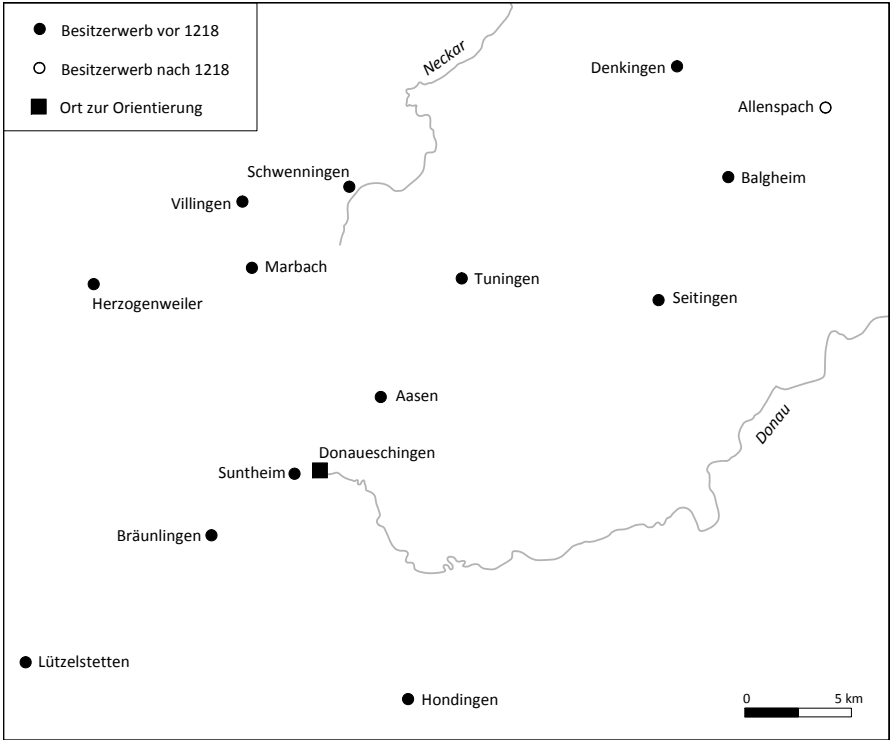 Besitzerwerb vor 1218
Besitzerwerb nach 1218
Ort zur Orientierung
Neckar
Denkingen
Allenspach
Schwenningen
Balgheim
Villingen
Marbach
Tuningen
Herzogenweiler
Seitingen
Aasen
Donau
Donaueschingen
Suntheim
Bräunlingen
Lützelstetten
Hondingen
0 5 km